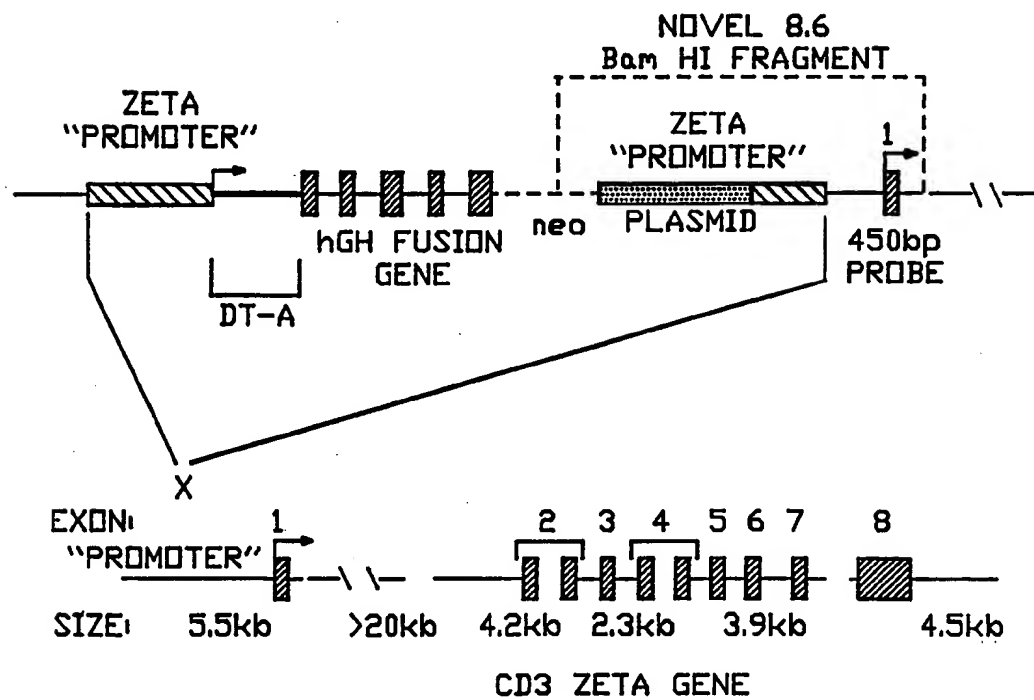 NOVEL 8.6
Bam HI FRAGMENT
ZETA
"PROMOTER"
ZETA
"PROMOTER"
1
hGH FUSION
GENE
neo
PLASMID
450bp
PROBE
DT-A
X
EXON:
1
2
3
4
5
6
7
8
"PROMOTER"
SIZE:
5.5kb
>20kb
4.2kb
2.3kb
3.9kb
4.5kb
CD3 ZETA GENE